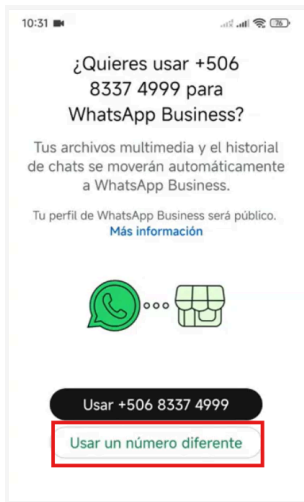 10:31
76
¿Quieres usar +506
8337 4999 para
WhatsApp Business?
Tus archivos multimedia y el historial
de chats se moverán automáticamente
a WhatsApp Business.
Tu perfil de WhatsApp Business será público.
Más información
Usar +506 8337 4999
Usar un número diferente